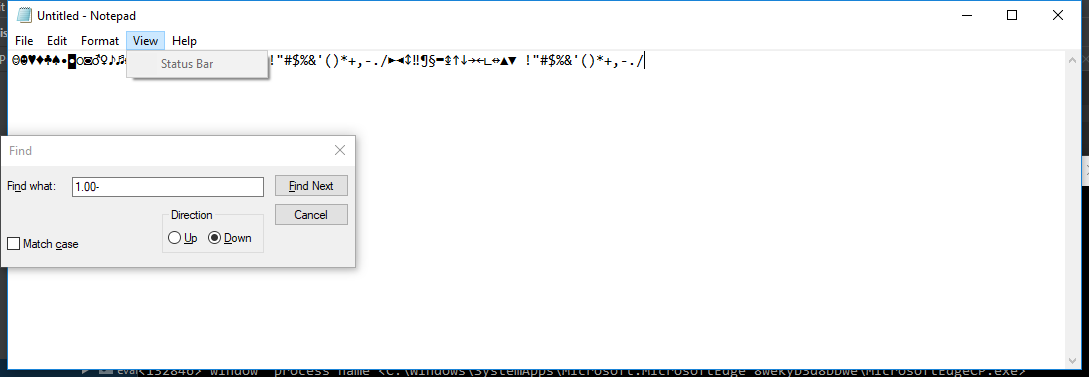 Untitled - Notepad
File Edit Format View Help
☺☻♥♦♣♠•◘○◙♂♀♪♫ !"#$%&'()*+,-./►◄↕‼¶§▬↨↑↓→←∟↔▲▼ !"#$%&'()*+,-./
Status Bar
Find
Find what: 1.00- Find Next
Direction Cancel
Match case Up Down
eval<132846> window process name <C:\Windows\SystemApps\Microsoft.MicrosoftEdge_8wekyb3d8bbwe\MicrosoftEdgeCP.exe>